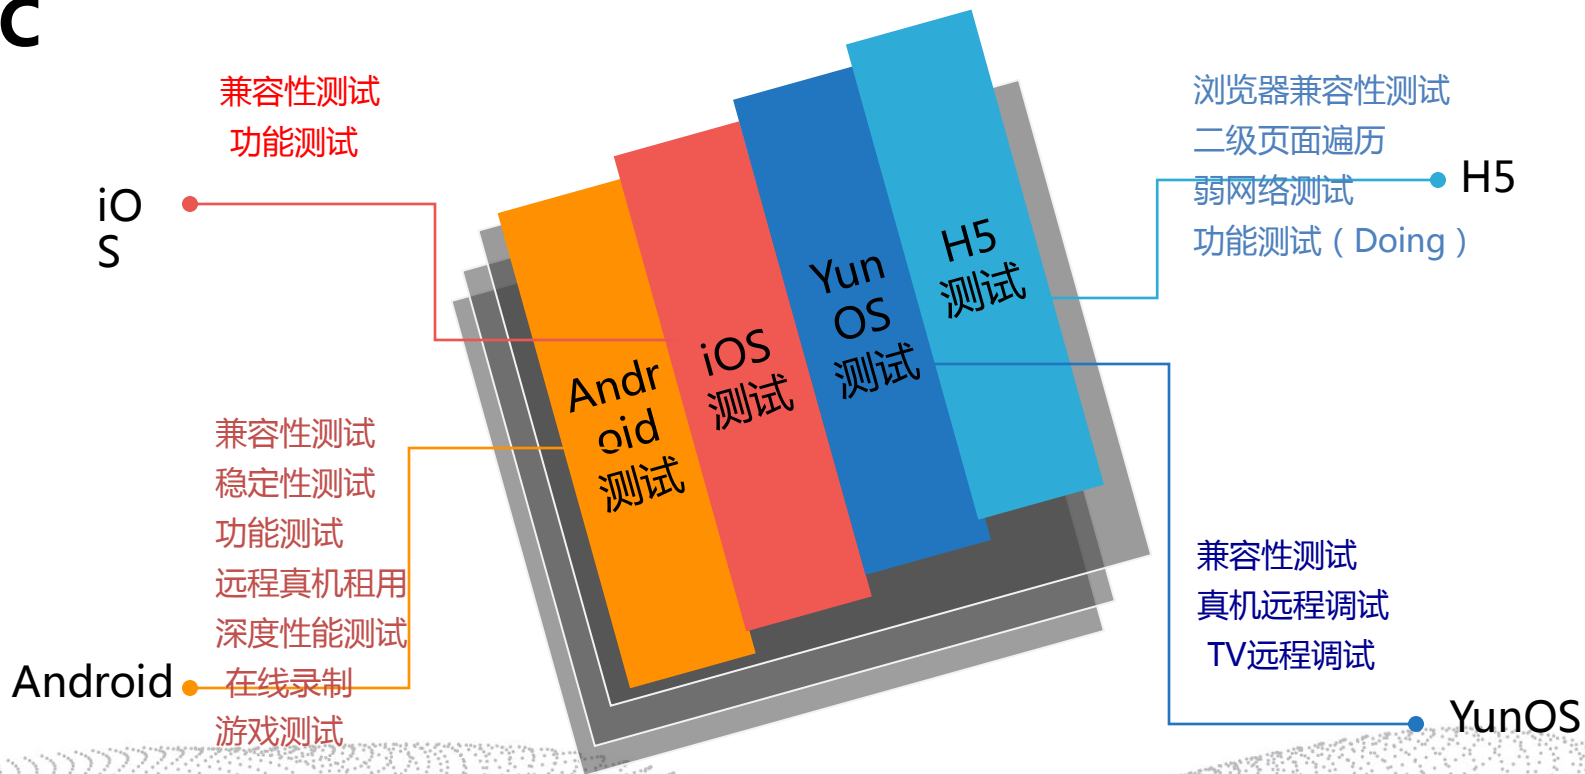 C
兼容性测试
功能测试
iO
S
兼容性测试
稳定性测试
功能测试
远程真机租用
深度性能测试
在线录制
游戏测试
Android
Andr
oid
测试
iOS
测试
Yun
OS
测试
H5
测试
浏览器兼容性测试
二级页面遍历
弱网络测试
功能测试（Doing）
H5
兼容性测试
真机远程调试
TV远程调试
YunOS